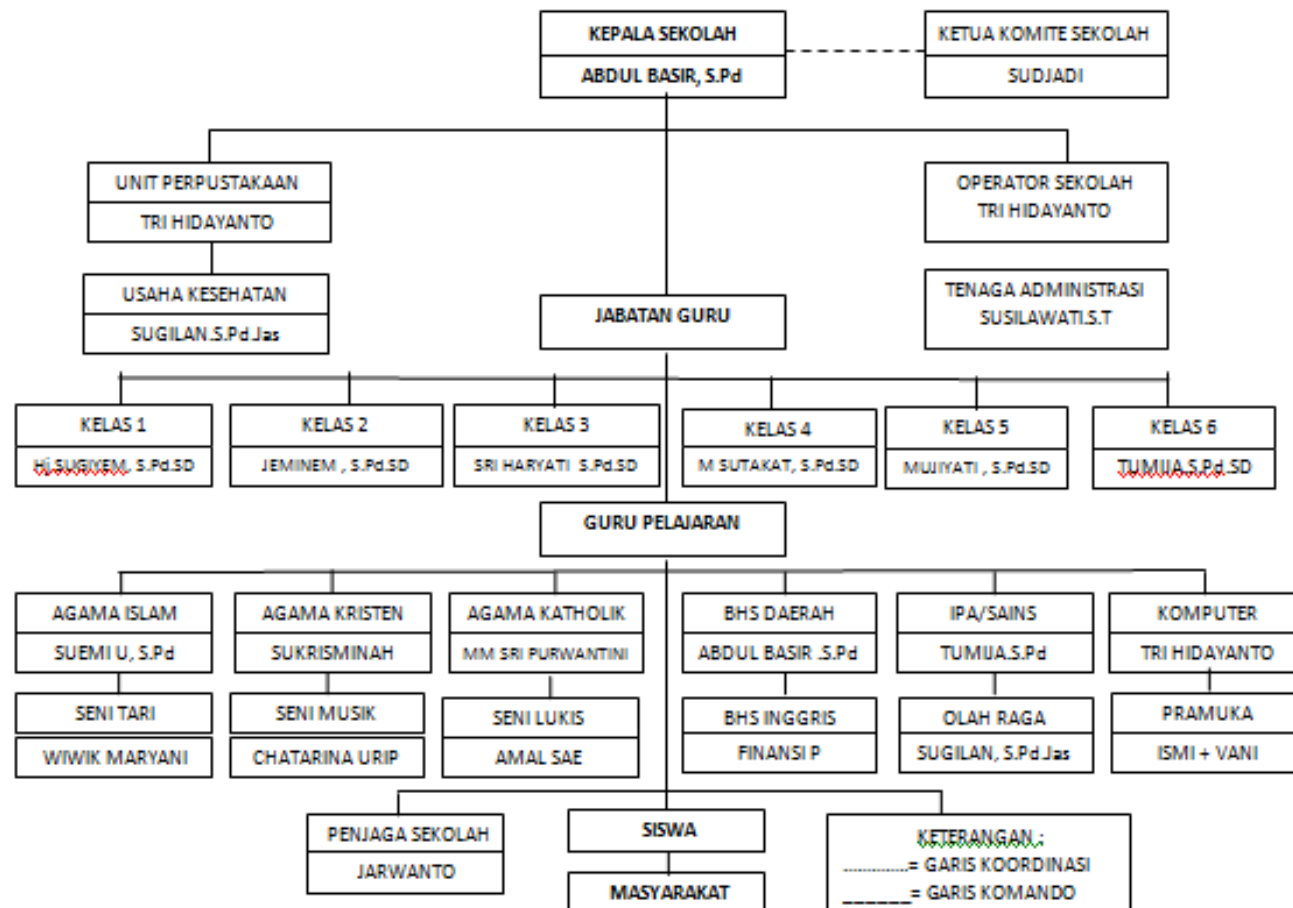 KEPALA SEKOLAH
ABDUL BASIR, S.Pd
KETUA KOMITE SEKOLAH
SUDJADI
UNIT PERPUSTAKAAN
TRI HIDAYANTO
OPERATOR SEKOLAH
TRI HIDAYANTO
USAHA KESEHATAN
SUGILAN.S.Pd.Jas
JABATAN GURU
TENAGA ADMINISTRASI
SUSILAWATI.S.T
KELAS 1
Hj.SUGIYEM, S.Pd.SD
KELAS 2
JEMINEM , S.Pd.SD
KELAS 3
SRI HARYATI S.Pd.SD
KELAS 4
M SUTAKAT, S.Pd.SD
KELAS 5
MUJIYATI , S.Pd.SD
KELAS 6
TUMIJA.S.Pd.SD
GURU PELAJARAN
AGAMA ISLAM
SUEMI U, S.Pd
AGAMA KRISTEN
SUKRISMINAH
AGAMA KATHOLIK
MM SRI PURWANTINI
BHS DAERAH
ABDUL BASIR .S.Pd
IPA/SAINS
TUMIJA.S.Pd
KOMPUTER
TRI HIDAYANTO
SENI TARI
WIWIK MARYANI
SENI MUSIK
CHATARINA URIP
SENI LUKIS
AMAL SAE
BHS INGGRIS
FINANSI P
OLAH RAGA
SUGILAN, S.Pd.Jas
PRAMUKA
ISMI + VANI
PENJAGA SEKOLAH
JARWANTO
SISWA
MASYARAKAT
KETERANGAN :
............= GARIS KOORDINASI
______= GARIS KOMANDO